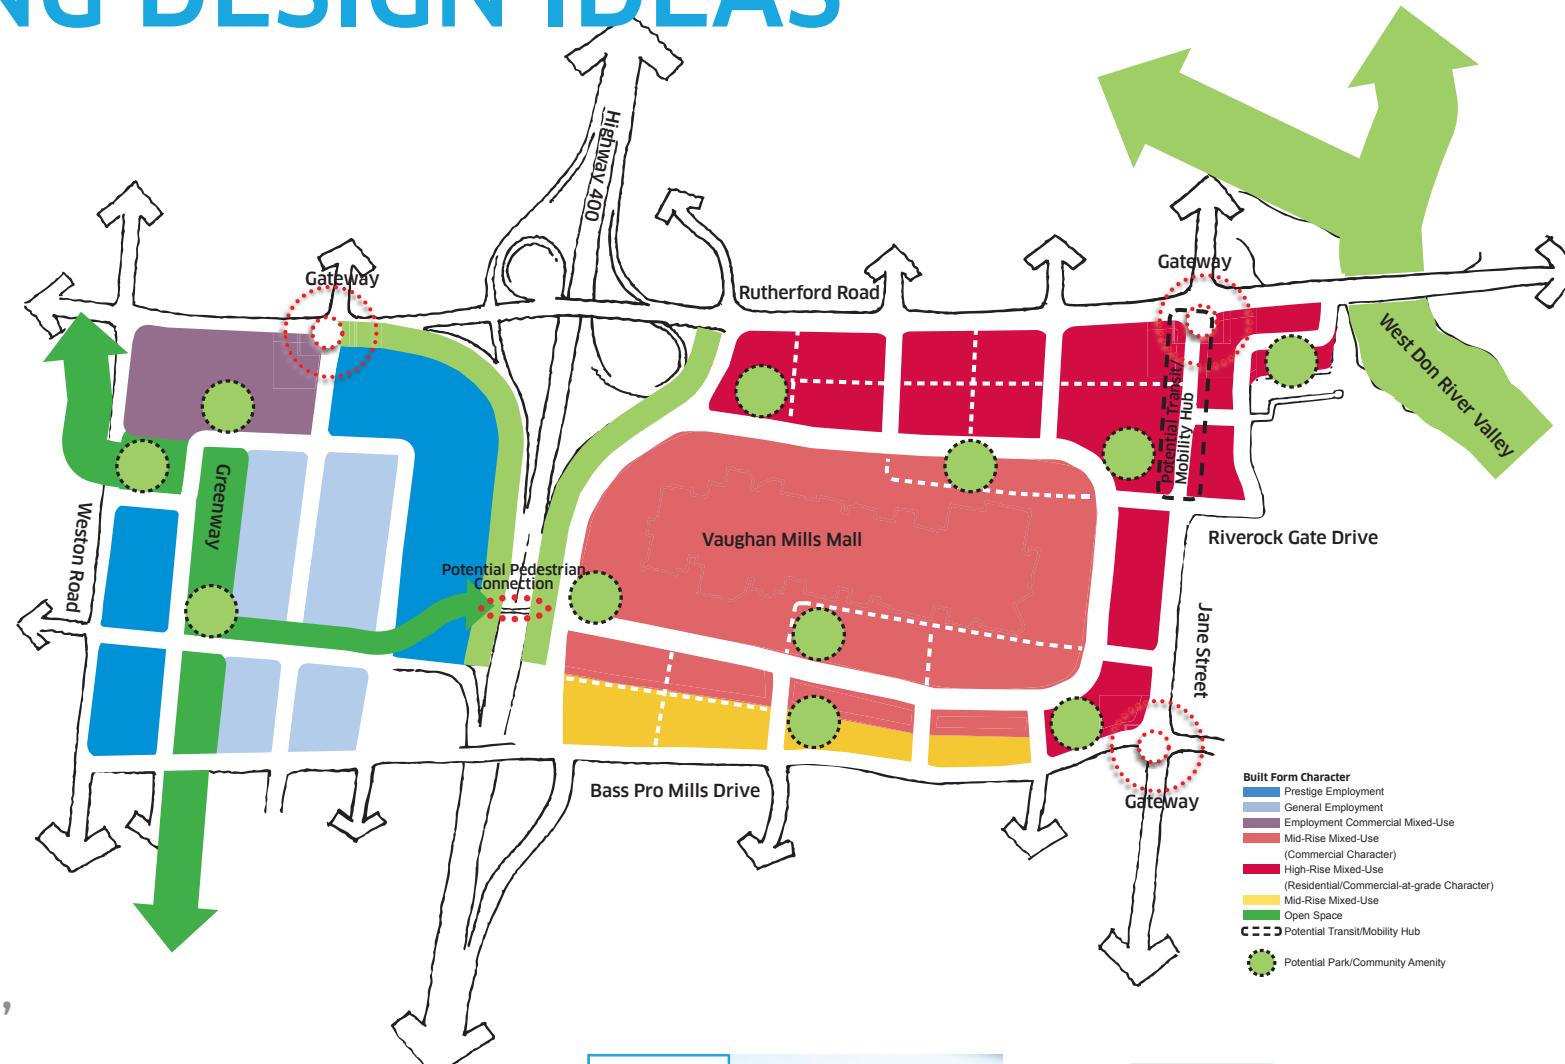 NG DESIGN IDEAS
Highway 400
Gateway
Rutherford Road
Gateway
West Don River Valley
Potential Transit/
Mobility Hub
Greenway
Weston Road
Vaughan Mills Mall
Riverock Gate Drive
Potential Pedestrian
Connection
Jane Street
Bass Pro Mills Drive
Gateway
Built Form Character
Prestige Employment
General Employment
Employment Commercial Mixed-Use
Mid-Rise Mixed-Use
(Commercial Character)
High-Rise Mixed-Use
(Residential/Commercial-at-grade Character)
Mid-Rise Mixed-Use
Open Space
Potential Transit/Mobility Hub
Potential Park/Community Amenity
,